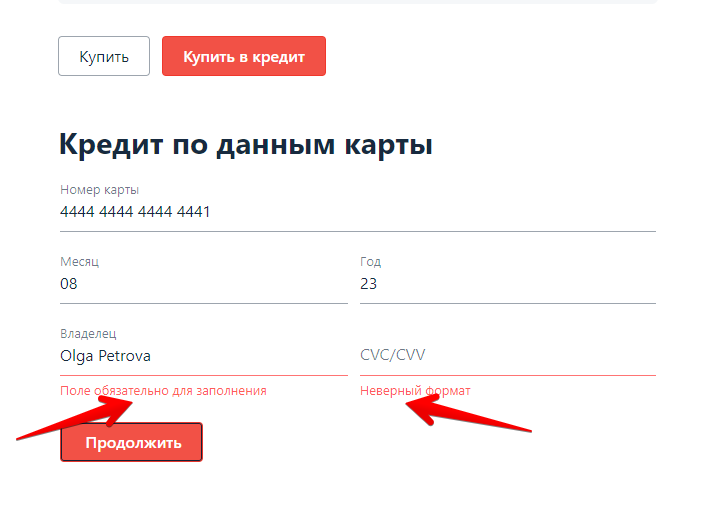 Купить
Купить в кредит
Кредит по данным карты
Номер карты
4444 4444 4444 4441
Месяц
Год
08
23
Владелец
Olga Petrova
CVC/CVV
Поле обязательно для заполнения
Неверный формат
Продолжить